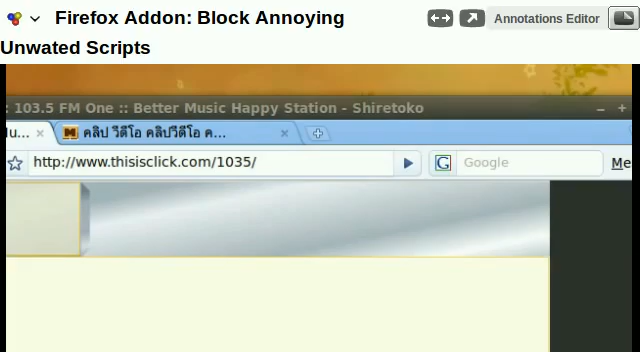 Firefox Addon: Block Annoying
Annotations Editor
Unwated Scripts
: 103.5 FM One :: Better Music Happy Station - Shiretoko
คลิป วีดีโอ คลิปวีดีโอ ค...
http://www.thisisclick.com/1035/
G Google
Me